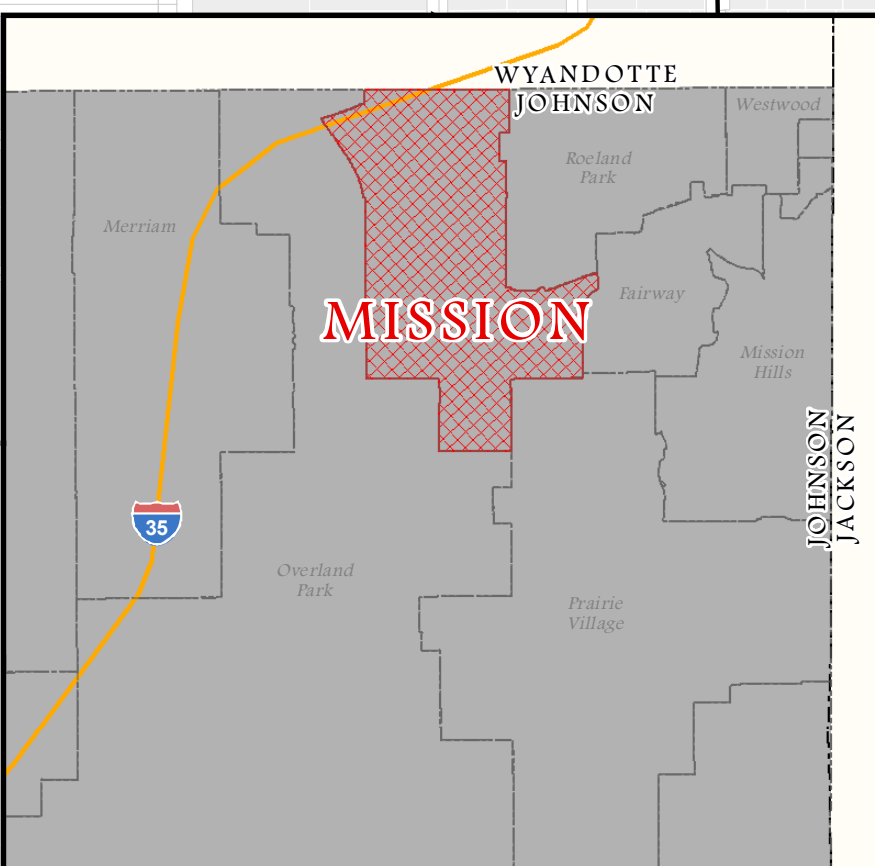 WYANDOTTE
JOHNSON
Westwood
Roeland
Park
Merriam
Fairway
MISSION
Mission
Hills
JOHNSON
JACKSON
35
Overland
Park
Prairie
Village